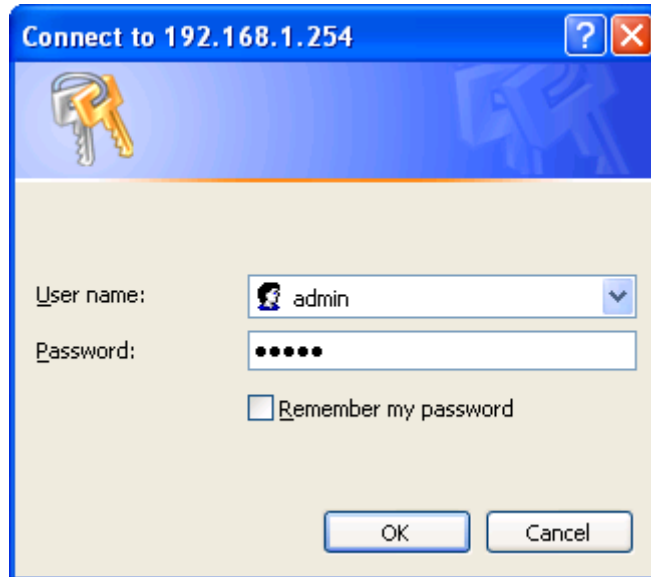 Connect to 192.168.1.254
User name:
admin
Password:
•••••
Remember my password
OK
Cancel